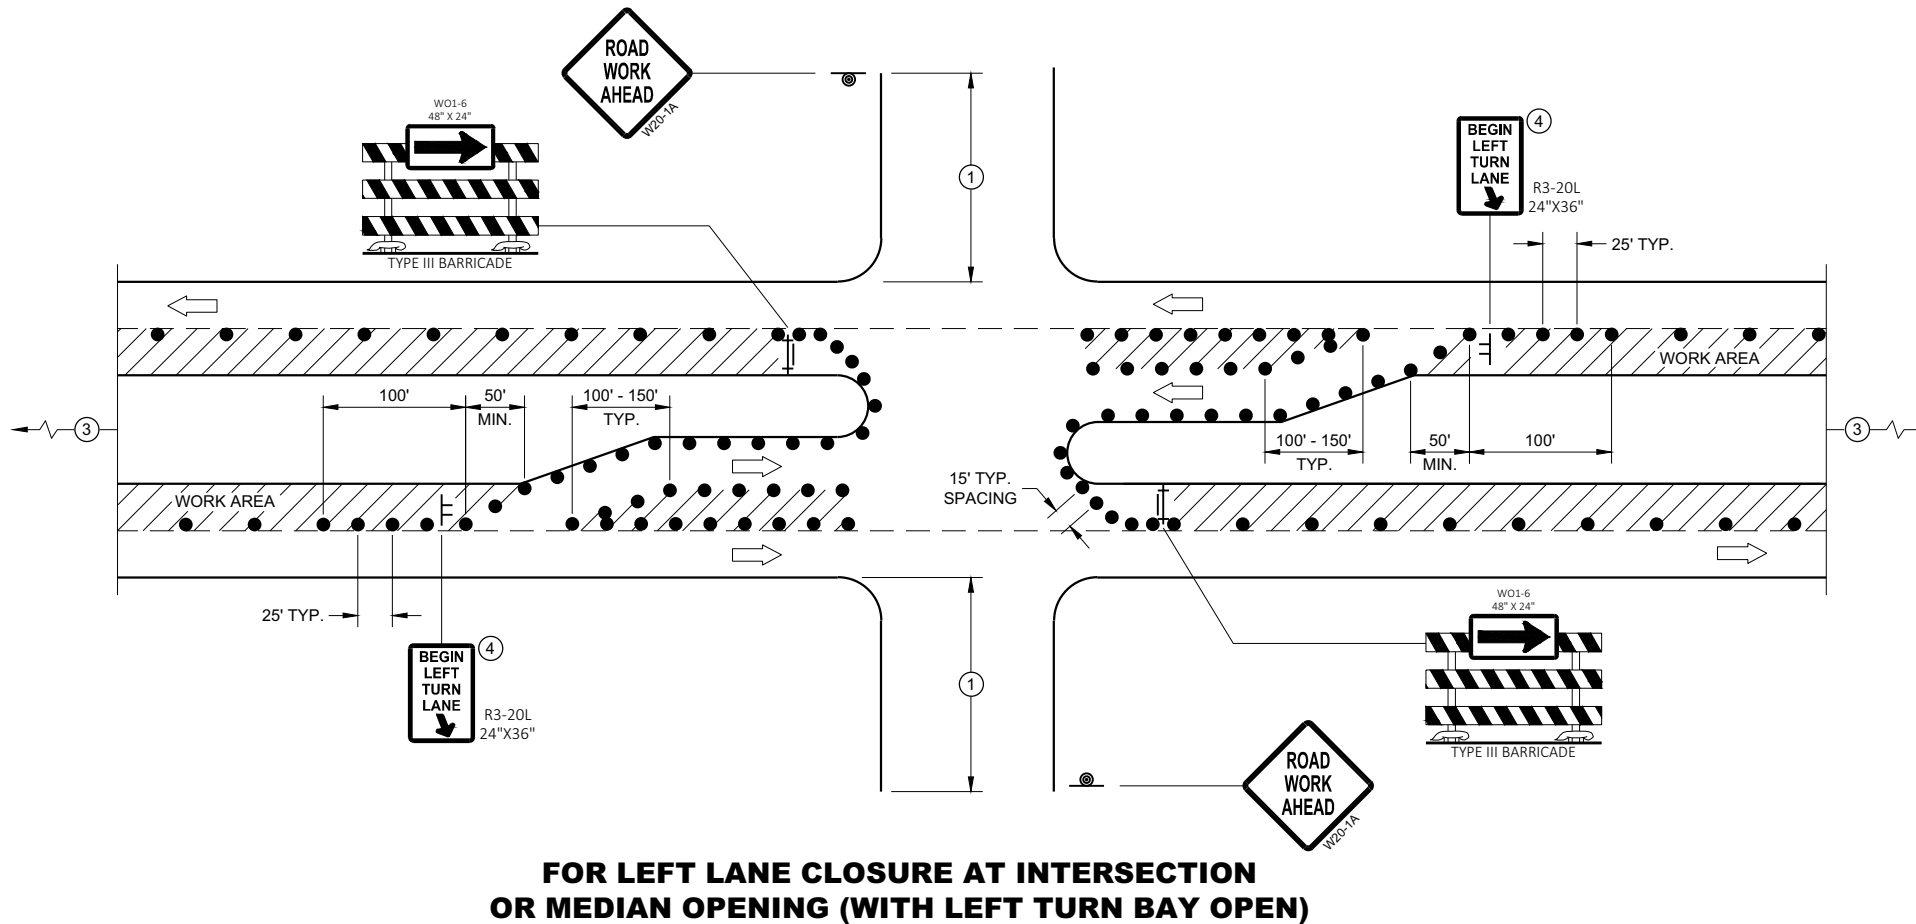 ROAD
WORK
AHEAD
W20-1A
WO1-6
48" X 24"
TYPE III BARRICADE
1
BEGIN
LEFT
TURN
LANE
4
R3-20L
24"X36"
25' TYP.
WORK AREA
100'
50'
MIN.
100' - 150'
TYP.
3
100' - 150'
TYP.
50'
MIN.
100'
3
WORK AREA
15' TYP.
SPACING
25' TYP.
BEGIN
LEFT
TURN
LANE
4
R3-20L
24"X36"
1
WO1-6
48" X 24"
TYPE III BARRICADE
ROAD
WORK
AHEAD
W20-1A
FOR LEFT LANE CLOSURE AT INTERSECTION
OR MEDIAN OPENING (WITH LEFT TURN BAY OPEN)